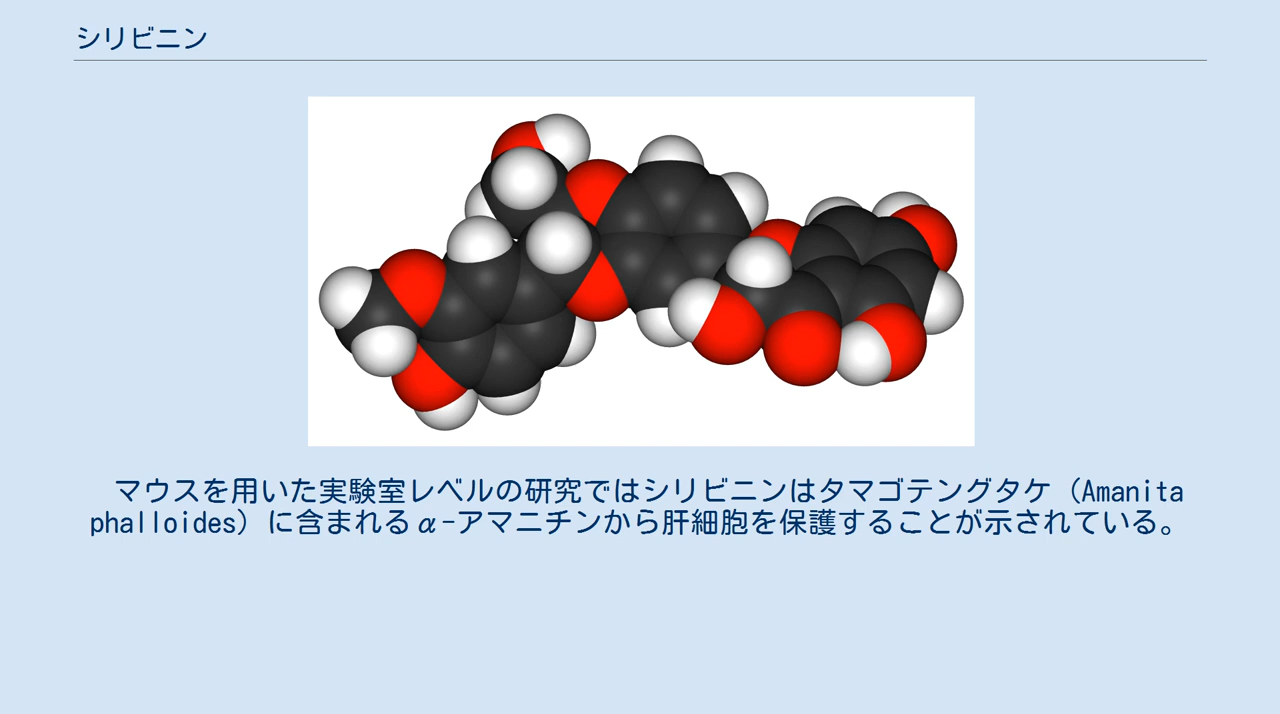 シリビニン
マウスを用いた実験室レベルの研究ではシリビニンはタマゴテングタケ（Amanita
phalloides）に含まれるα-アマニチンから肝細胞を保護することが示されている。